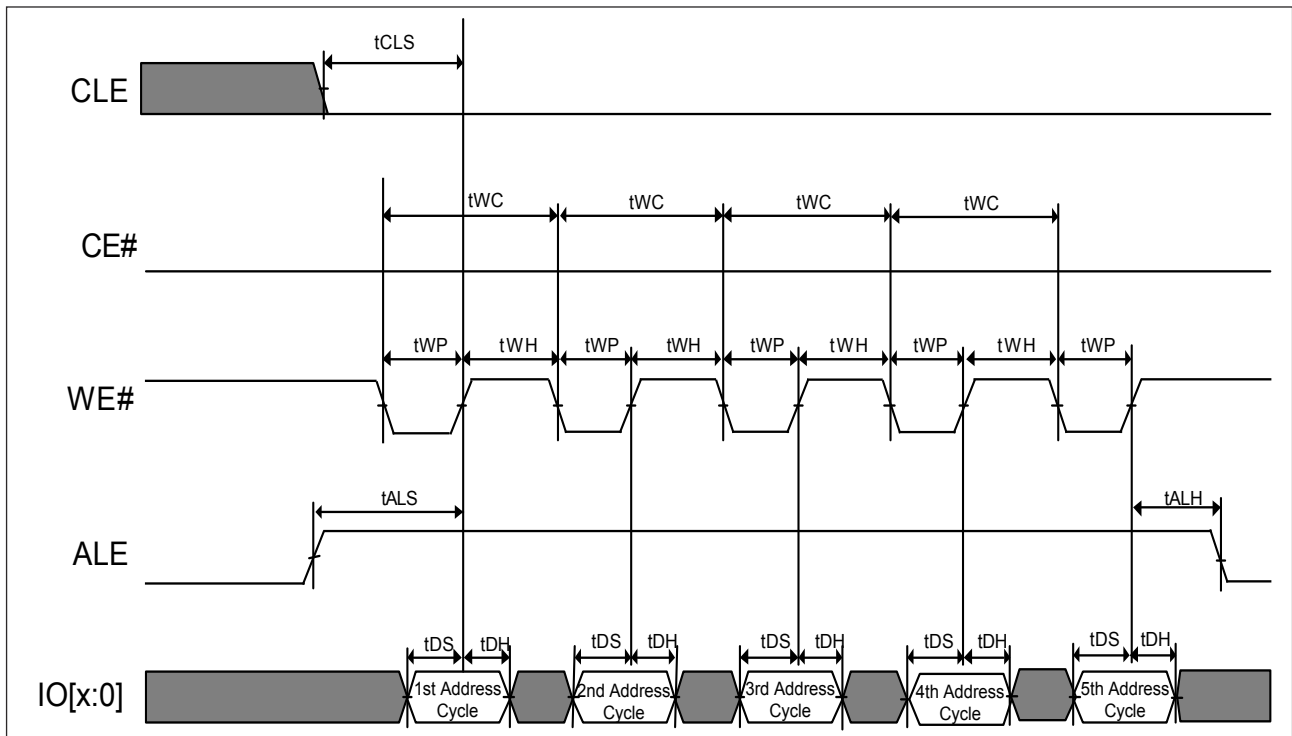 tCLS
CLE
tWC tWC tWC tWC
CE#
tWP tWH tWP tWH tWP tWH tWP tWH tWP
WE#
tALS tALH
ALE
tDS tDH tDS tDH tDS tDH tDS tDH tDS tDH
IO[x:0]
1st Address Cycle
2nd Address Cycle
3rd Address Cycle
4th Address Cycle
5th Address Cycle